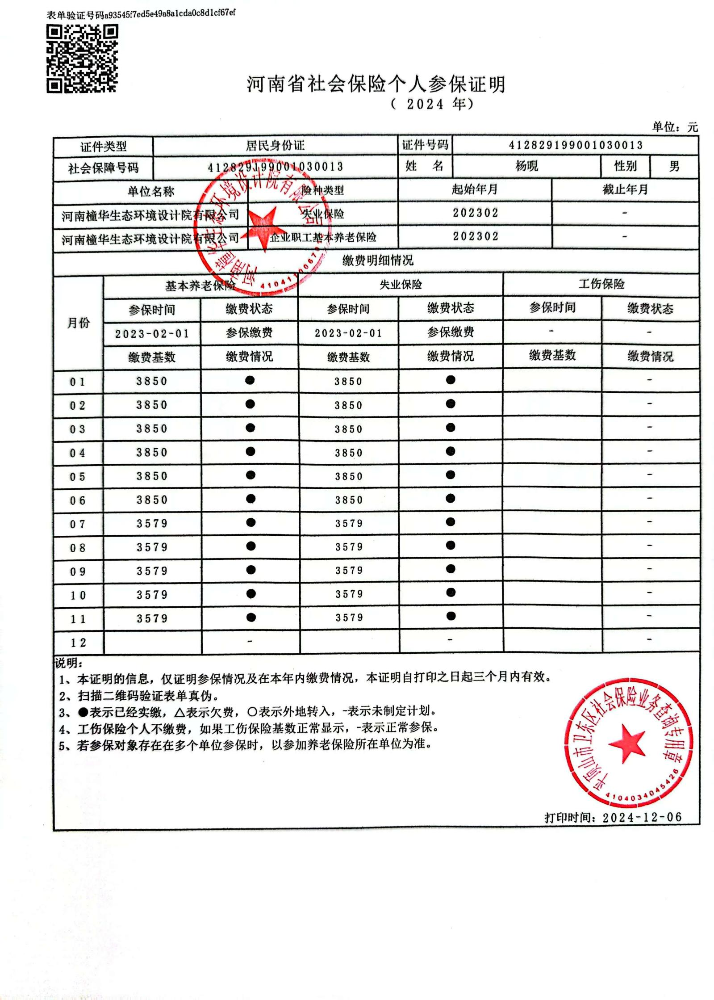 表单验证号码a93545f7ed5e49a8a1cda0c8d1cf67ef
河南省社会保险个人参保证明
（ 2024 年）
单位：元
证件类型 居民身份证 证件号码 412829199001030013
社会保障号码 412829199001030013 姓 名 杨晛 性别 男
单位名称 险种类型 起始年月 截止年月
河南橦华生态环境设计院有限公司 失业保险 202302 -
河南橦华生态环境设计院有限公司 企业职工基本养老保险 202302 -
缴费明细情况
月份 基本养老保险 失业保险 工伤保险
参保时间 缴费状态 参保时间 缴费状态 参保时间 缴费状态
2023-02-01 参保缴费 2023-02-01 参保缴费 - -
缴费基数 缴费情况 缴费基数 缴费情况 缴费基数 缴费情况
01 3850 ● 3850 ● -
02 3850 ● 3850 ● -
03 3850 ● 3850 ● -
04 3850 ● 3850 ● -
05 3850 ● 3850 ● -
06 3850 ● 3850 ● -
07 3579 ● 3579 ● -
08 3579 ● 3579 ● -
09 3579 ● 3579 ● -
10 3579 ● 3579 ● -
11 3579 ● 3579 ● -
12 - - -
说明：
1、本证明的信息，仅证明参保情况及在本年内缴费情况，本证明自打印之日起三个月内有效。
2、扫描二维码验证表单真伪。
3、●表示已经实缴，△表示欠费，○表示外地转入，-表示未制定计划。
4、工伤保险个人不缴费，如果工伤保险基数正常显示，-表示正常参保。
5、若参保对象存在在多个单位参保时，以参加养老保险所在单位为准。
打印时间：2024-12-06
河南橦华生态环境设计院有限公司
平顶山市卫东区社会保险业务查询专用章
4104034045426